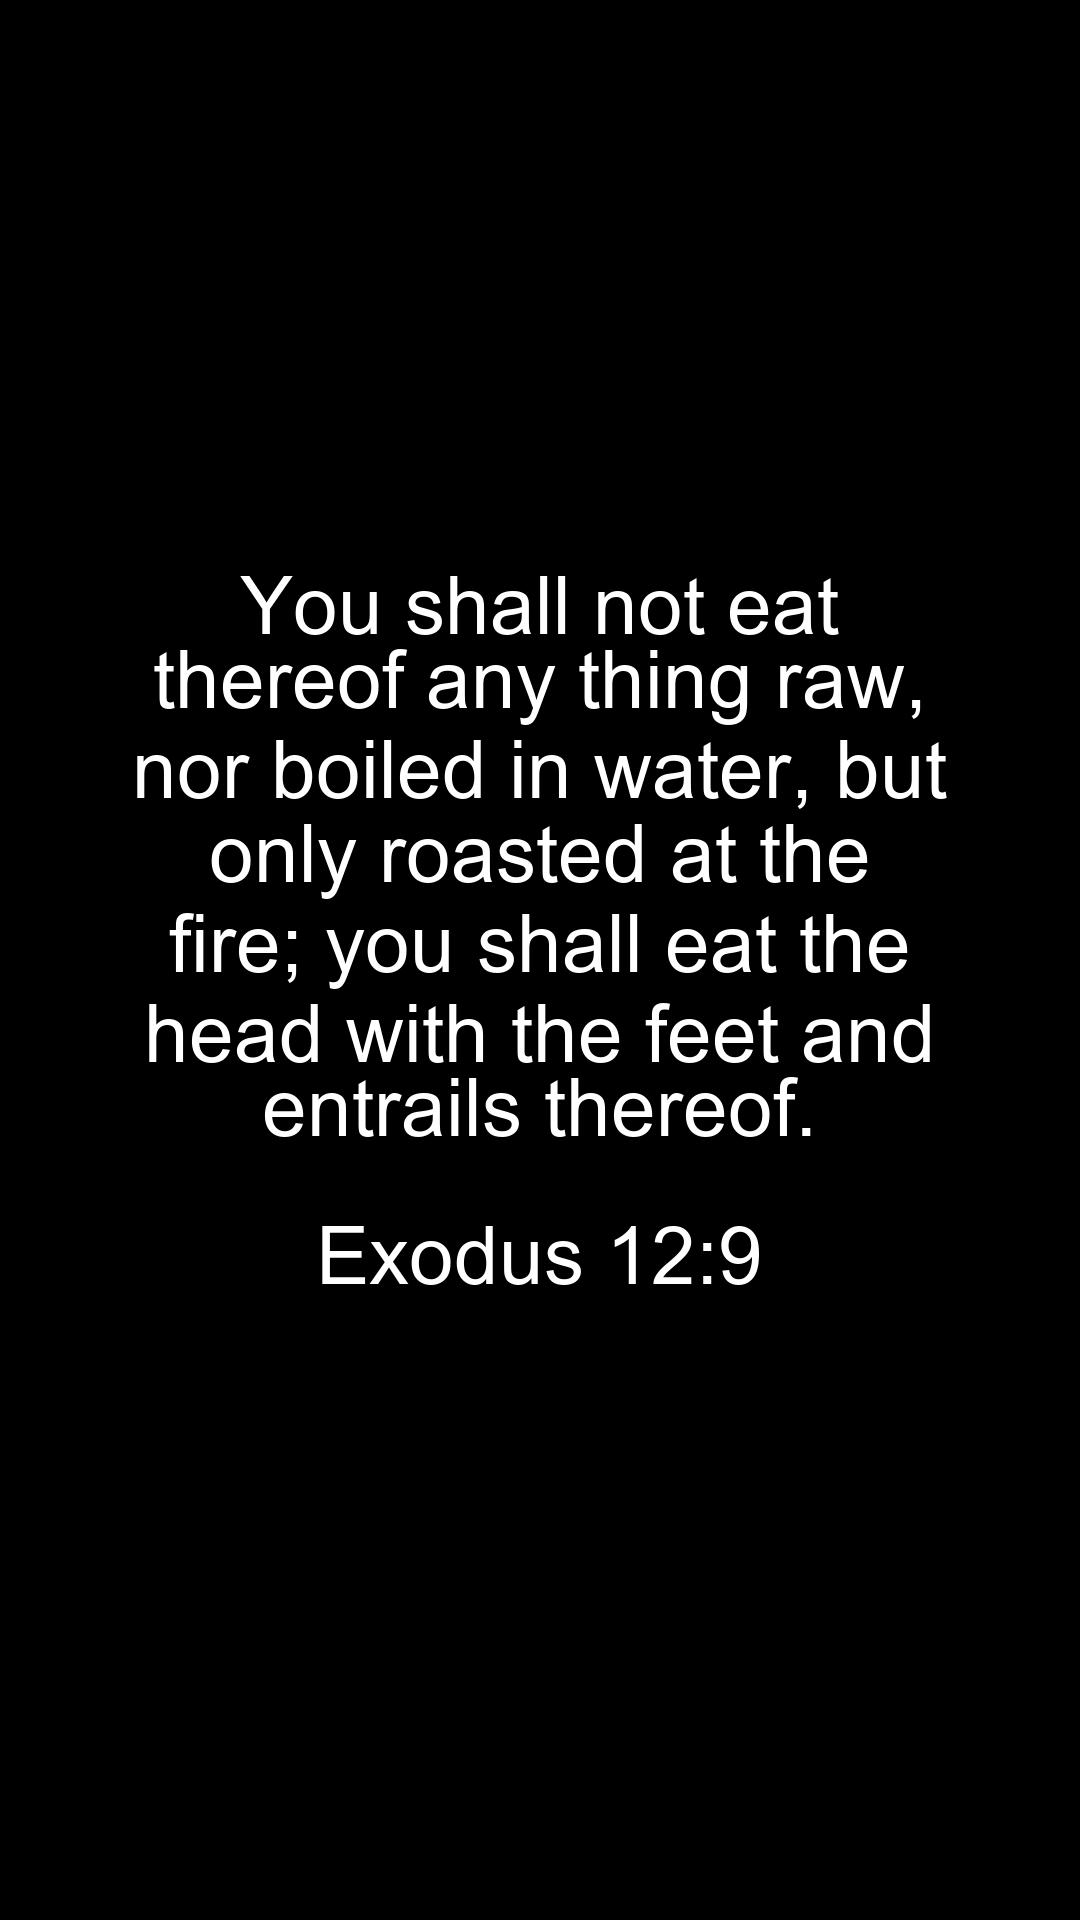 You shall not eat
thereof any thing raw,
nor boiled in water, but
only roasted at the
fire; you shall eat the
head with the feet and
entrails thereof.
Exodus 12:9